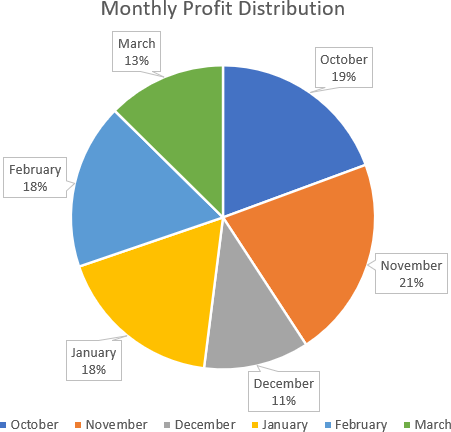 Monthly Profit Distribution
March
13%
October
19%
February
18%
November
21%
January
18%
December
11%
October November December January February March